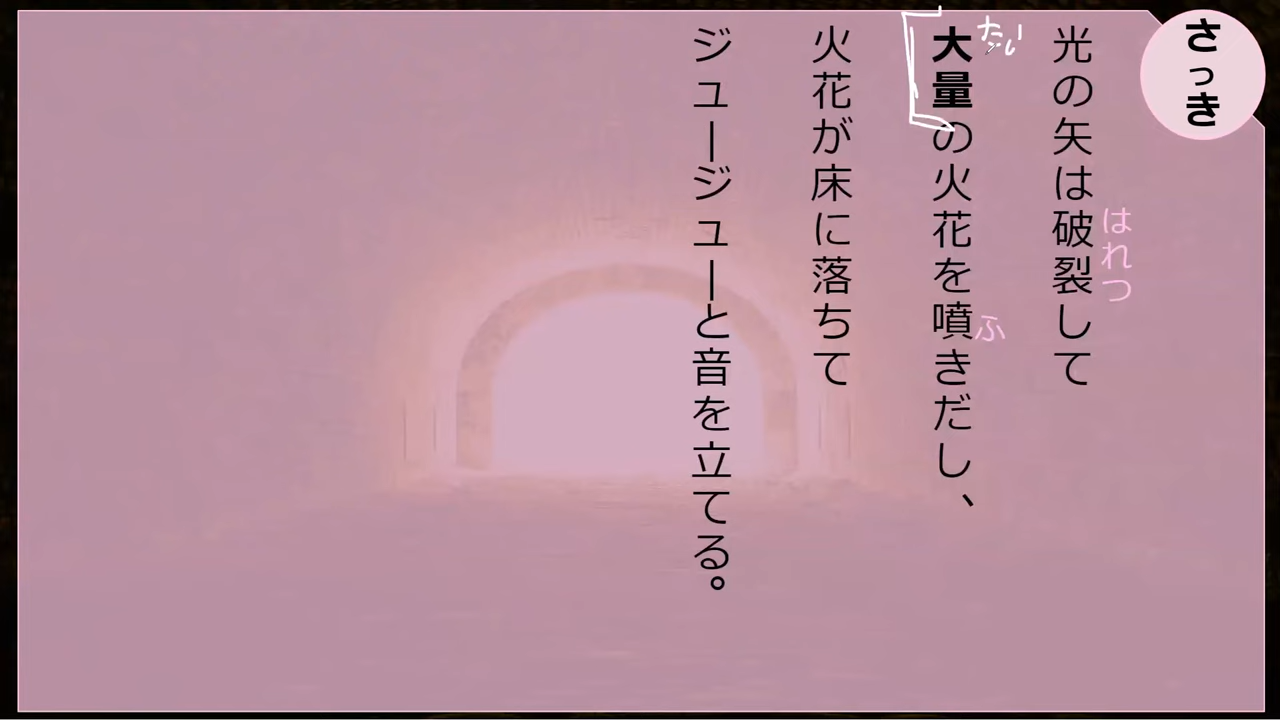 さっき
光の矢は破裂して
はれつ
大量の火花を噴きだし、
たい
ふ
火花が床に落ちて
ジュージューと音を立てる。